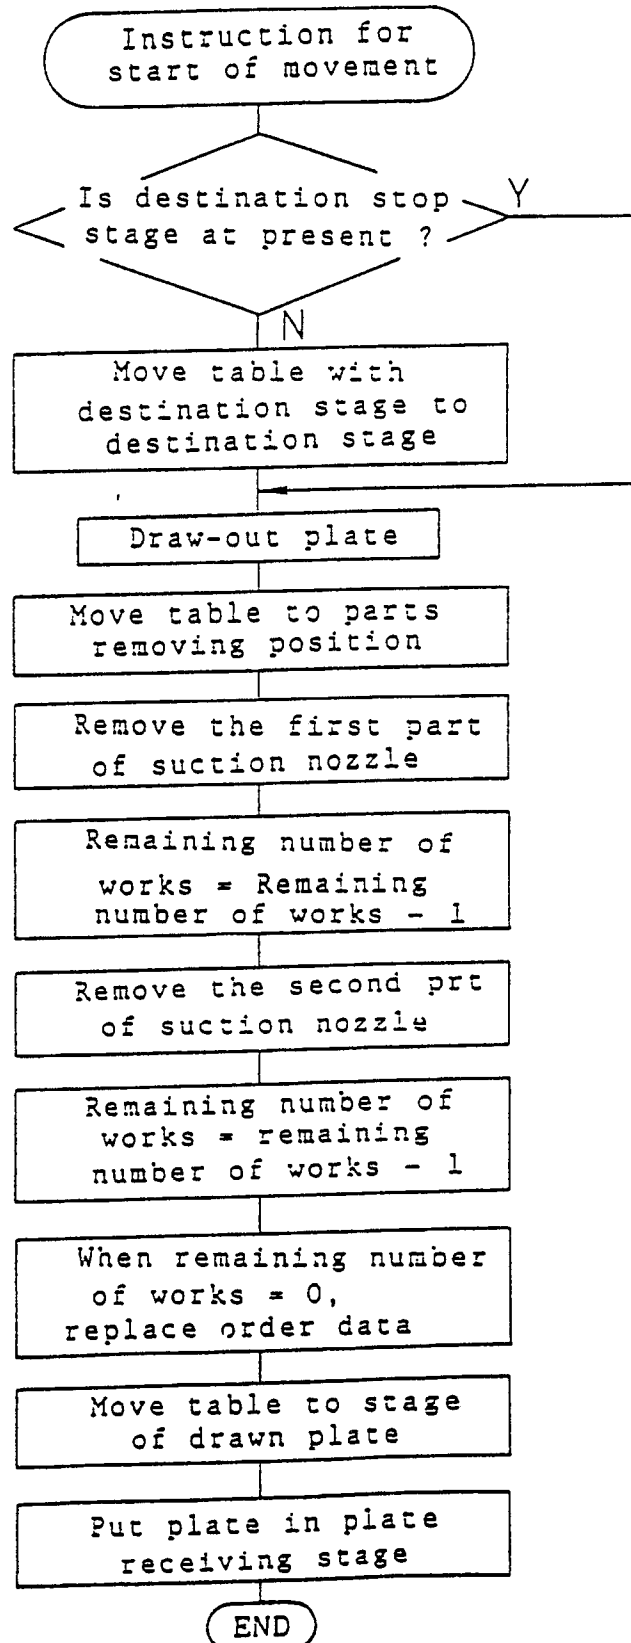 Instruction for
start of movement
Is destination stop
stage at present ?
Y
N
Move table with
destination stage to
destination stage
Draw-out plate
Move table to parts
removing position
Remove the first part
of suction nozzle
Remaining number of
works = Remaining
number of works - 1
Remove the second prt
of suction nozzle
Remaining number of
works = remaining
number of works - 1
When remaining number
of works = 0,
replace order data
Move table to stage
of drawn plate
Put plate in plate
receiving stage
END